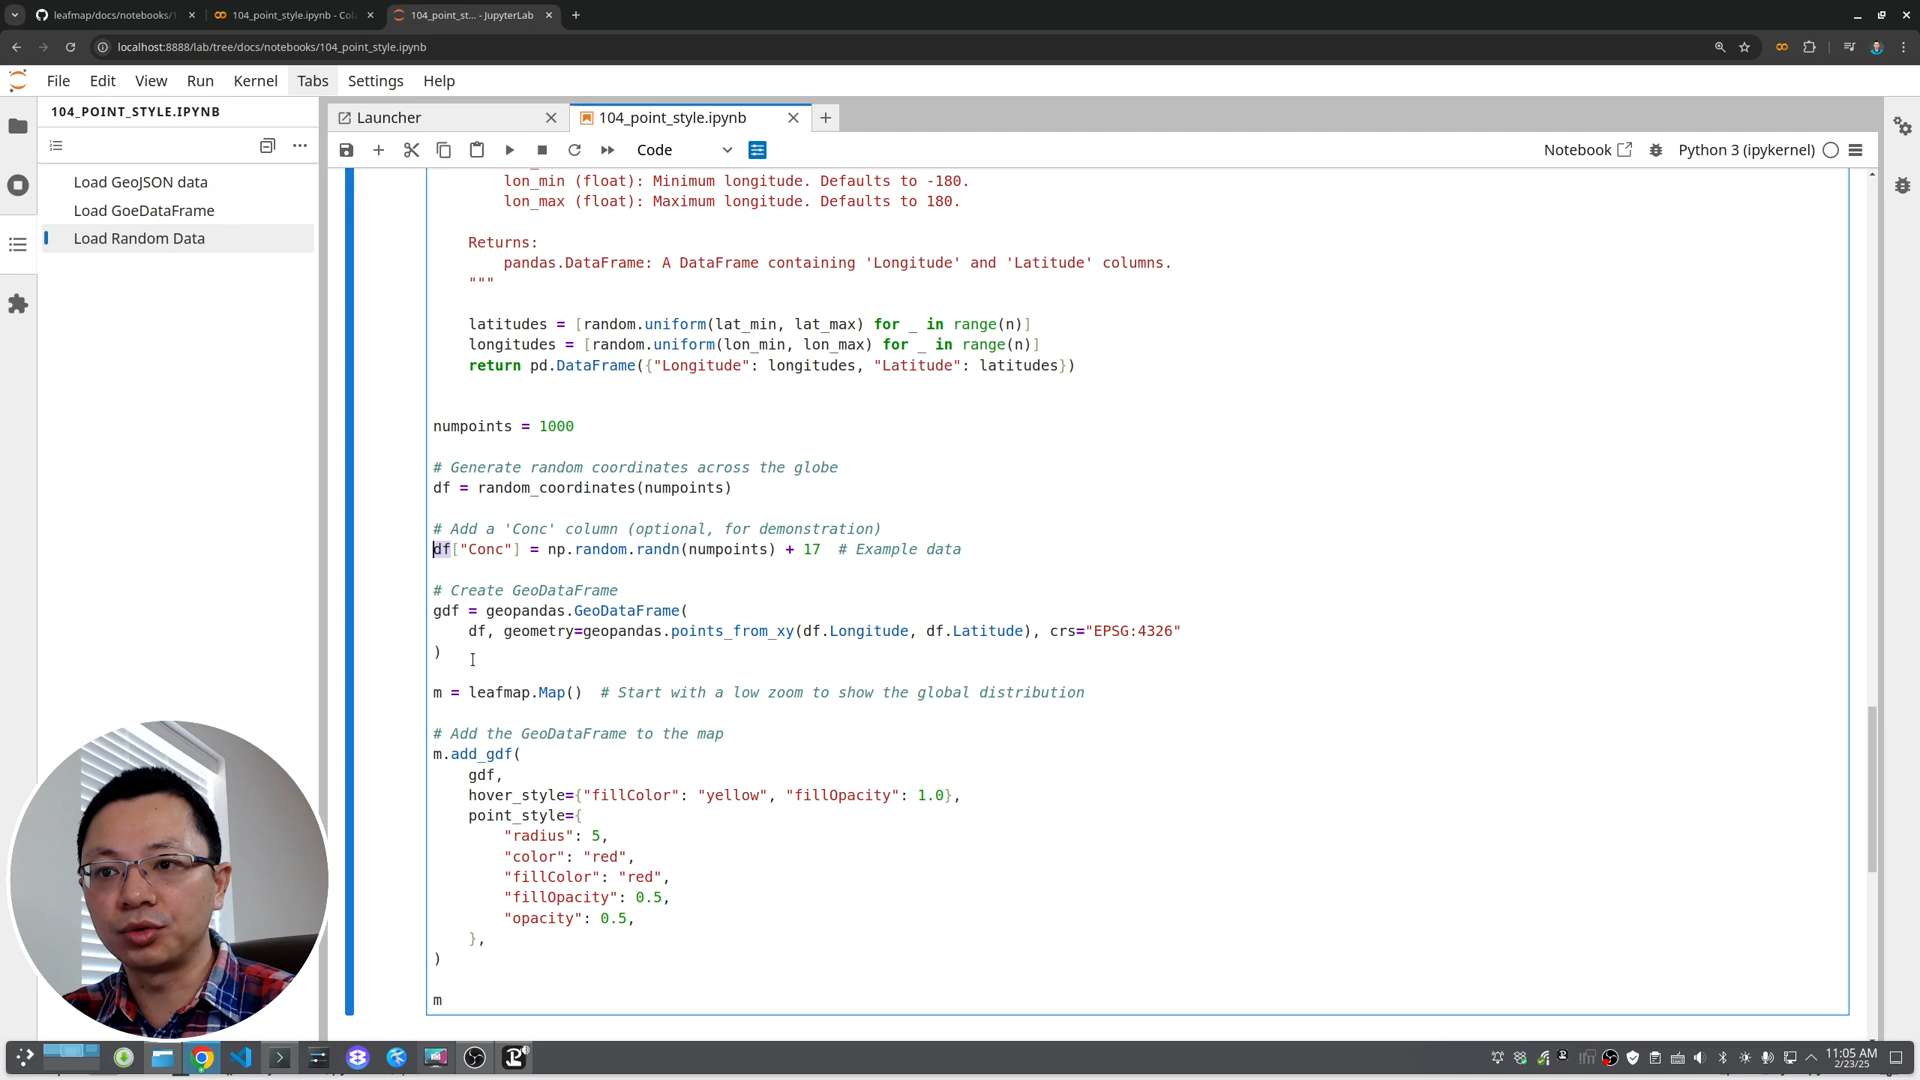 leafmap/docs/notebooks/1
104_point_style.ipynb - Col
104_point_st... - JupyterLab
localhost:8888/lab/tree/docs/notebooks/104_point_style.ipynb
File Edit View Run Kernel Tabs Settings Help
104_POINT_STYLE.IPYNB
Load GeoJSON data
Load GoeDataFrame
Load Random Data
Launcher
104_point_style.ipynb
Code
Notebook
Python 3 (ipykernel)
lon_min (float): Minimum longitude. Defaults to -180.
lon_max (float): Maximum longitude. Defaults to 180.
Returns:
pandas.DataFrame: A DataFrame containing 'Longitude' and 'Latitude' columns.
"""
latitudes = [random.uniform(lat_min, lat_max) for _ in range(n)]
longitudes = [random.uniform(lon_min, lon_max) for _ in range(n)]
return pd.DataFrame({"Longitude": longitudes, "Latitude": latitudes})
numpoints = 1000
# Generate random coordinates across the globe
df = random_coordinates(numpoints)
# Add a 'Conc' column (optional, for demonstration)
df["Conc"] = np.random.randn(numpoints) + 17  # Example data
# Create GeoDataFrame
gdf = geopandas.GeoDataFrame(
df, geometry=geopandas.points_from_xy(df.Longitude, df.Latitude), crs="EPSG:4326"
)
m = leafmap.Map()  # Start with a low zoom to show the global distribution
# Add the GeoDataFrame to the map
m.add_gdf(
gdf,
hover_style={"fillColor": "yellow", "fillOpacity": 1.0},
point_style={
"radius": 5,
"color": "red",
"fillColor": "red",
"fillOpacity": 0.5,
"opacity": 0.5,
},
)
m
11:05 AM
2/23/25